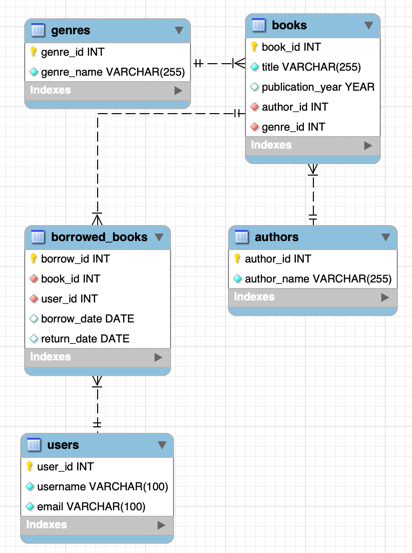 genres
genre_id INT
genre_name VARCHAR(255)
Indexes
books
book_id INT
title VARCHAR(255)
publication_year YEAR
author_id INT
genre_id INT
Indexes
borrowed_books
borrow_id INT
book_id INT
user_id INT
borrow_date DATE
return_date DATE
Indexes
authors
author_id INT
author_name VARCHAR(255)
Indexes
users
user_id INT
username VARCHAR(100)
email VARCHAR(100)
Indexes